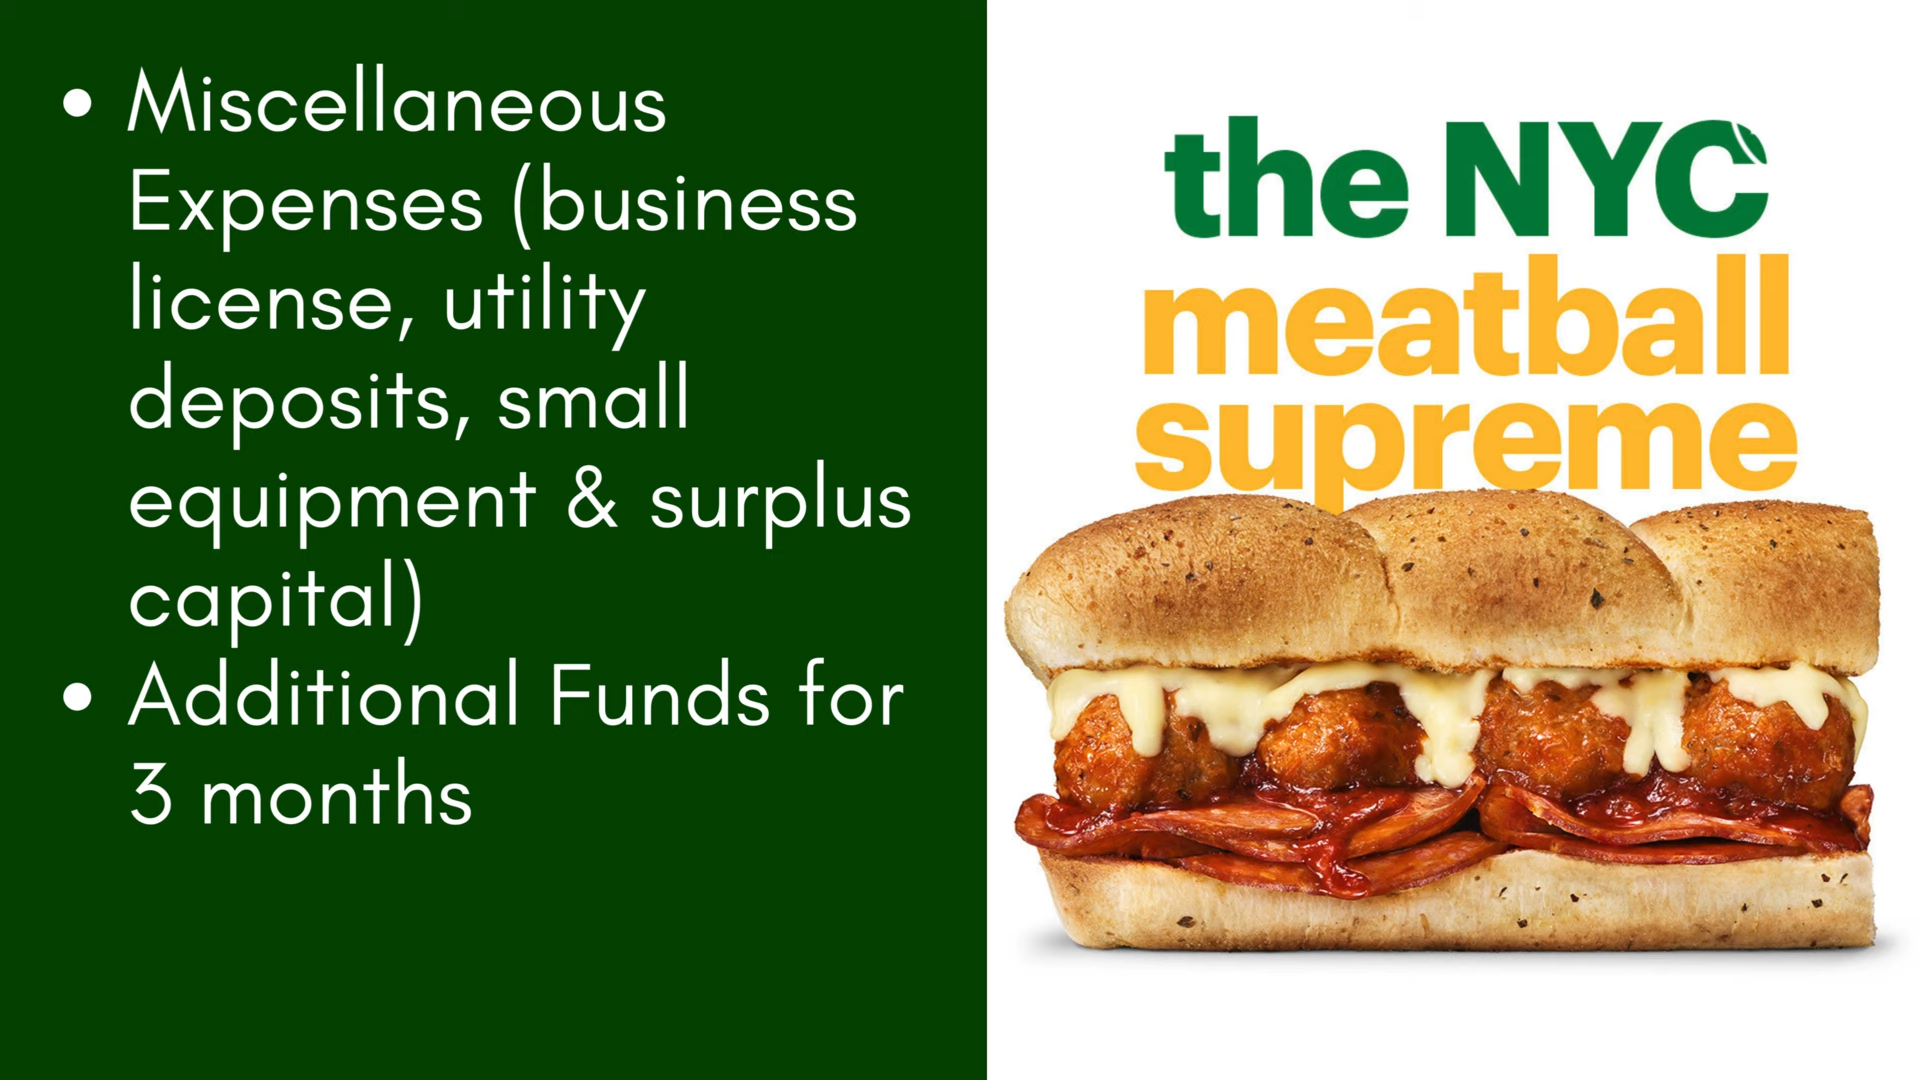 • Miscellaneous
Expenses (business
license, utility
deposits, small
equipment & surplus
capital)
• Additional Funds for
3 months
the NYC
meatball
supreme